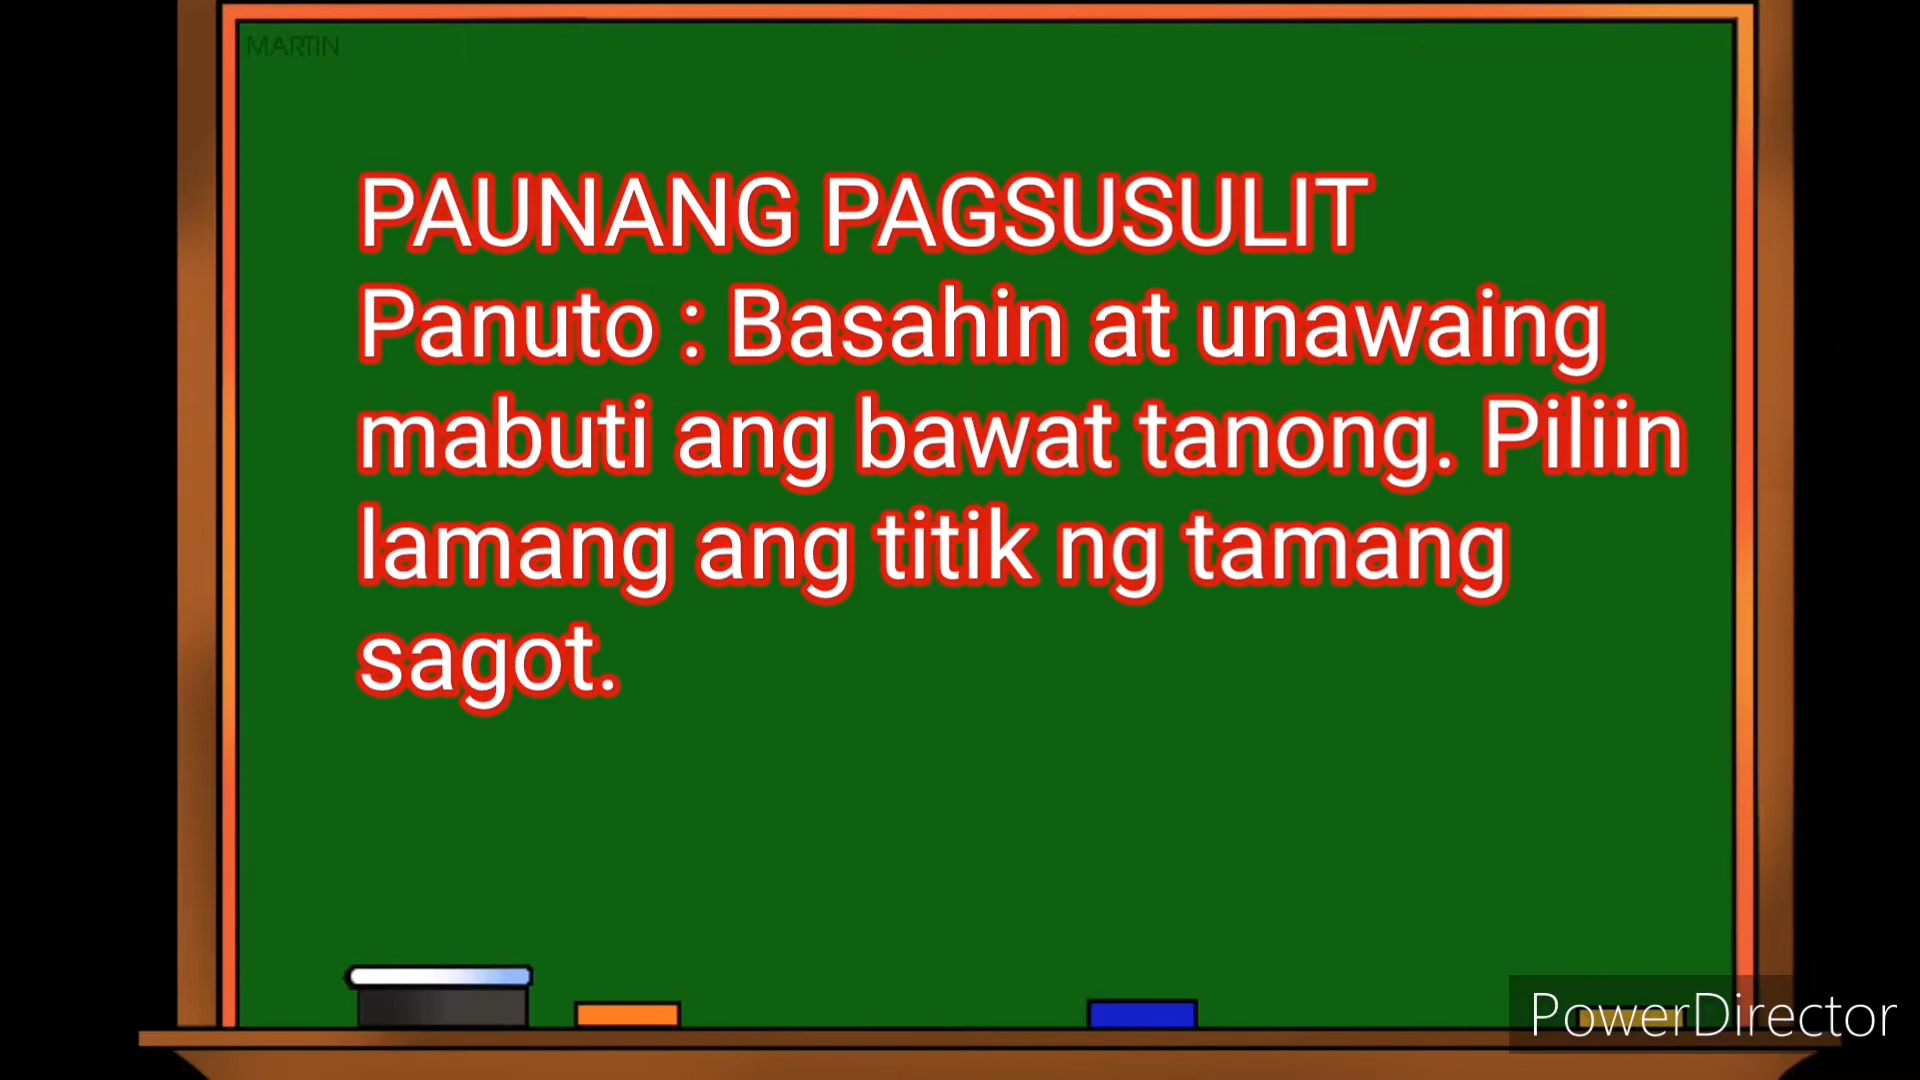 MARTIN
PAUNANG PAGSUSULIT
Panuto : Basahin at unawaing
mabuti ang bawat tanong. Piliin
lamang ang titik ng tamang
sagot.
PowerDirector